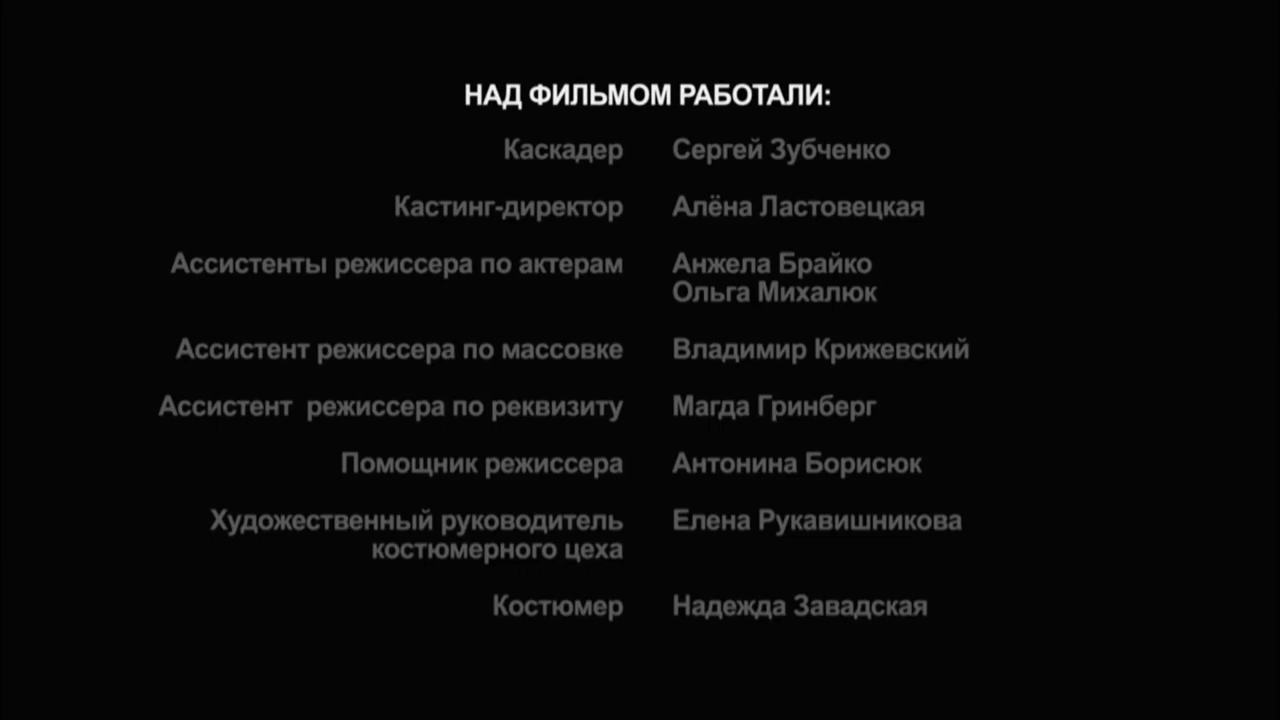 НАД ФИЛЬМОМ РАБОТАЛИ:
Каскадер Сергей Зубченко
Кастинг-директор Алёна Ластовецкая
Ассистенты режиссера по актерам Анжела Брайко
Ольга Михалюк
Ассистент режиссера по массовке Владимир Крижевский
Ассистент режиссера по реквизиту Магда Гринберг
Помощник режиссера Антонина Борисюк
Художественный руководитель Елена Рукавишникова
костюмерного цеха
Костюмер Надежда Завадская